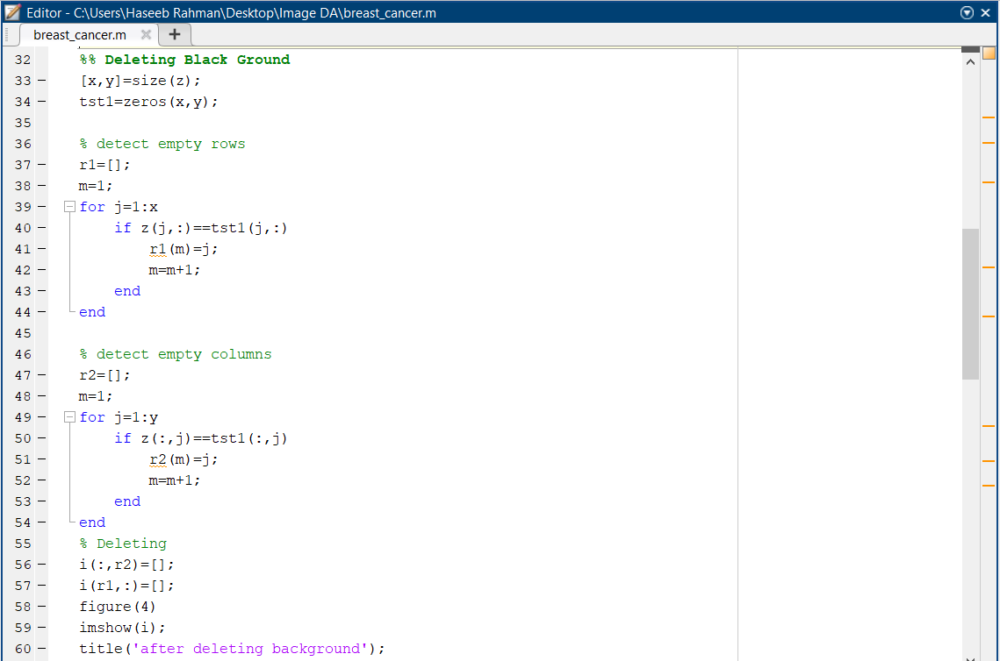 Editor - C:\Users\Haseeb Rahman\Desktop\Image DA\breast_cancer.m
breast_cancer.m
32 %% Deleting Black Ground
33 [x,y]=size(z);
34 tst1=zeros(x,y);
35
36 % detect empty rows
37 r1=[];
38 m=1;
39 for j=1:x
40 if z(j,:)==tst1(j,:)
41 r1(m)=j;
42 m=m+1;
43 end
44 end
45
46 % detect empty columns
47 r2=[];
48 m=1;
49 for j=1:y
50 if z(:,j)==tst1(:,j)
51 r2(m)=j;
52 m=m+1;
53 end
54 end
55 % Deleting
56 i(:,r2)=[];
57 i(r1,:)=[];
58 figure(4)
59 imshow(i);
60 title('after deleting background');